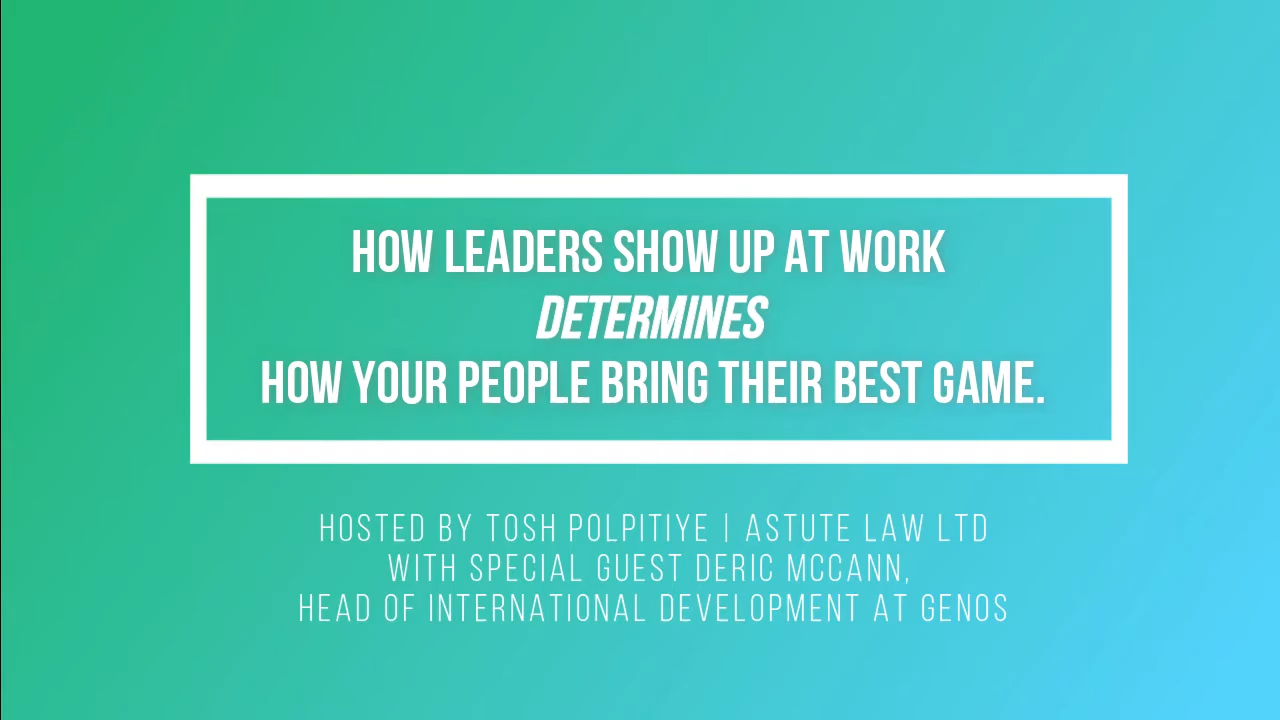 HOW LEADERS SHOW UP AT WORK
DETERMINES
HOW YOUR PEOPLE BRING THEIR BEST GAME.
HOSTED BY TOSH POLPITIYE | ASTUTE LAW LTD
WITH SPECIAL GUEST DERIC MCCANN,
HEAD OF INTERNATIONAL DEVELOPMENT AT GENOS